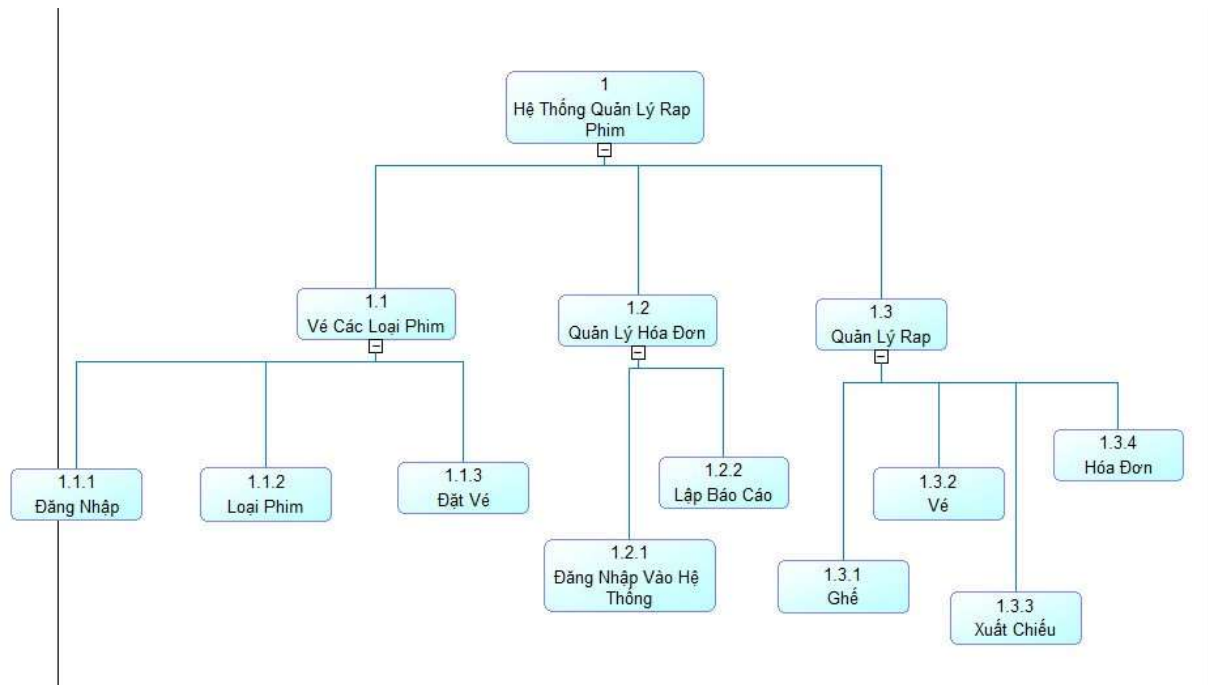 1
Hệ Thống Quản Lý Rap
Phim
1.1
Vé Các Loại Phim
1.2
Quản Lý Hóa Đơn
1.3
Quản Lý Rap
1.1.1
Đăng Nhập
1.1.2
Loại Phim
1.1.3
Đặt Vé
1.2.1
Đăng Nhập Vào Hệ
Thống
1.2.2
Lập Báo Cáo
1.3.1
Ghế
1.3.2
Vé
1.3.3
Xuất Chiếu
1.3.4
Hóa Đơn